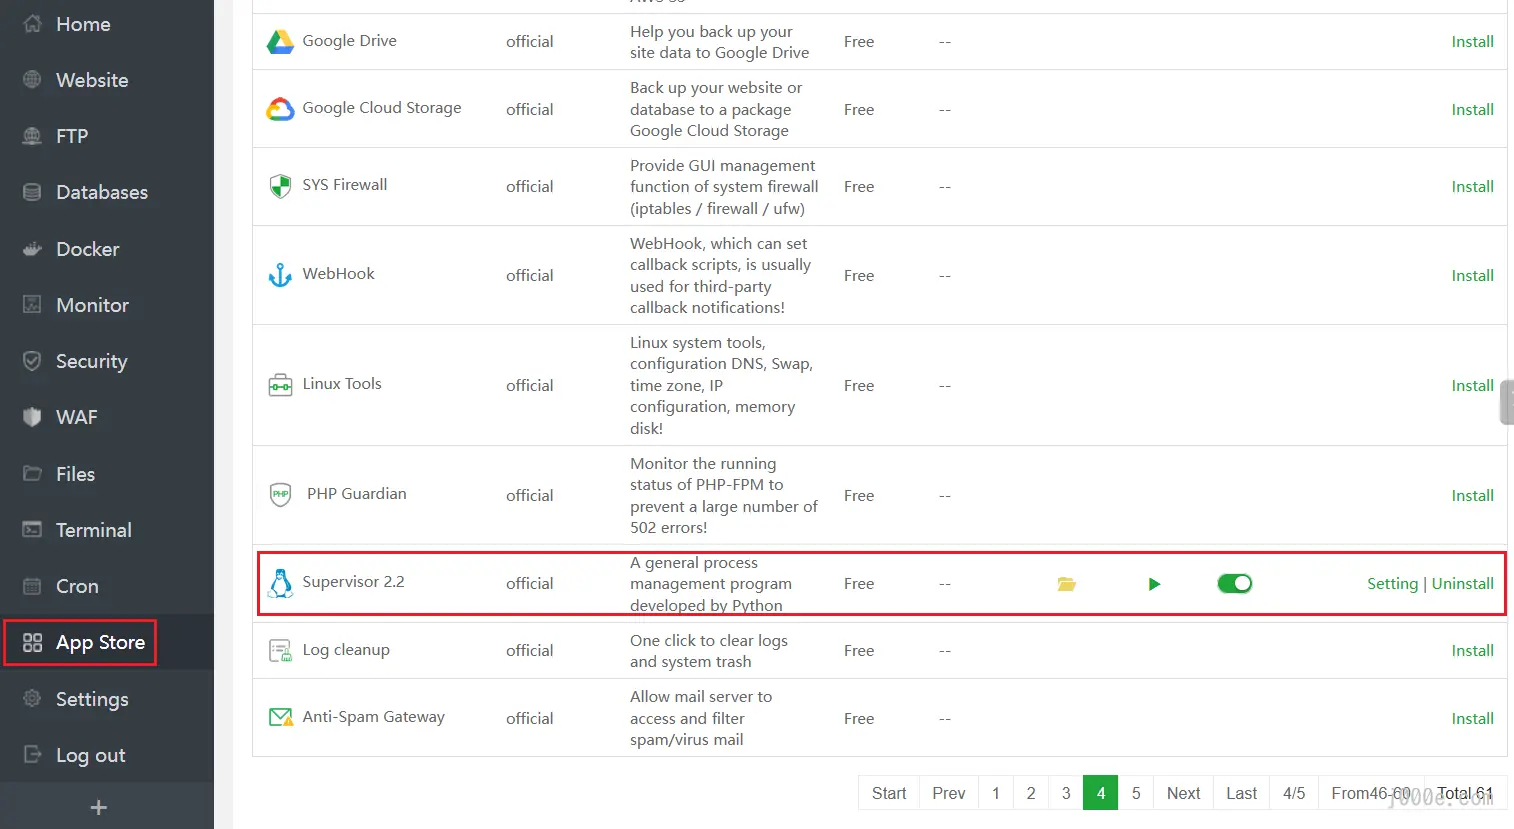 Home
Website
FTP
Databases
Docker
Monitor
Security
WAF
Files
Terminal
Cron
App Store
Settings
Log out
+
Google Drive official Help you back up your Free -- Install
site data to Google Drive
Google Cloud Storage official Back up your website or Free -- Install
database to a package
Google Cloud Storage
SYS Firewall official Provide GUI management Free -- Install
function of system firewall
(iptables / firewall / ufw)
WebHook official WebHook, which can set Free -- Install
callback scripts, is usually
used for third-party
callback notifications!
Linux Tools official Linux system tools, Free -- Install
configuration DNS, Swap,
time zone, IP
configuration, memory
disk!
PHP PHP Guardian official Monitor the running Free -- Install
status of PHP-FPM to
prevent a large number of
502 errors!
Supervisor 2.2 official A general process Free -- Setting | Uninstall
management program
developed by Python
Log cleanup official One click to clear logs Free -- Install
and system trash
Anti-Spam Gateway official Allow mail server to Free -- Install
access and filter
spam/virus mail
Start Prev 1 2 3 4 5 Next Last 4/5 From46-60 Total 61
j000e.com